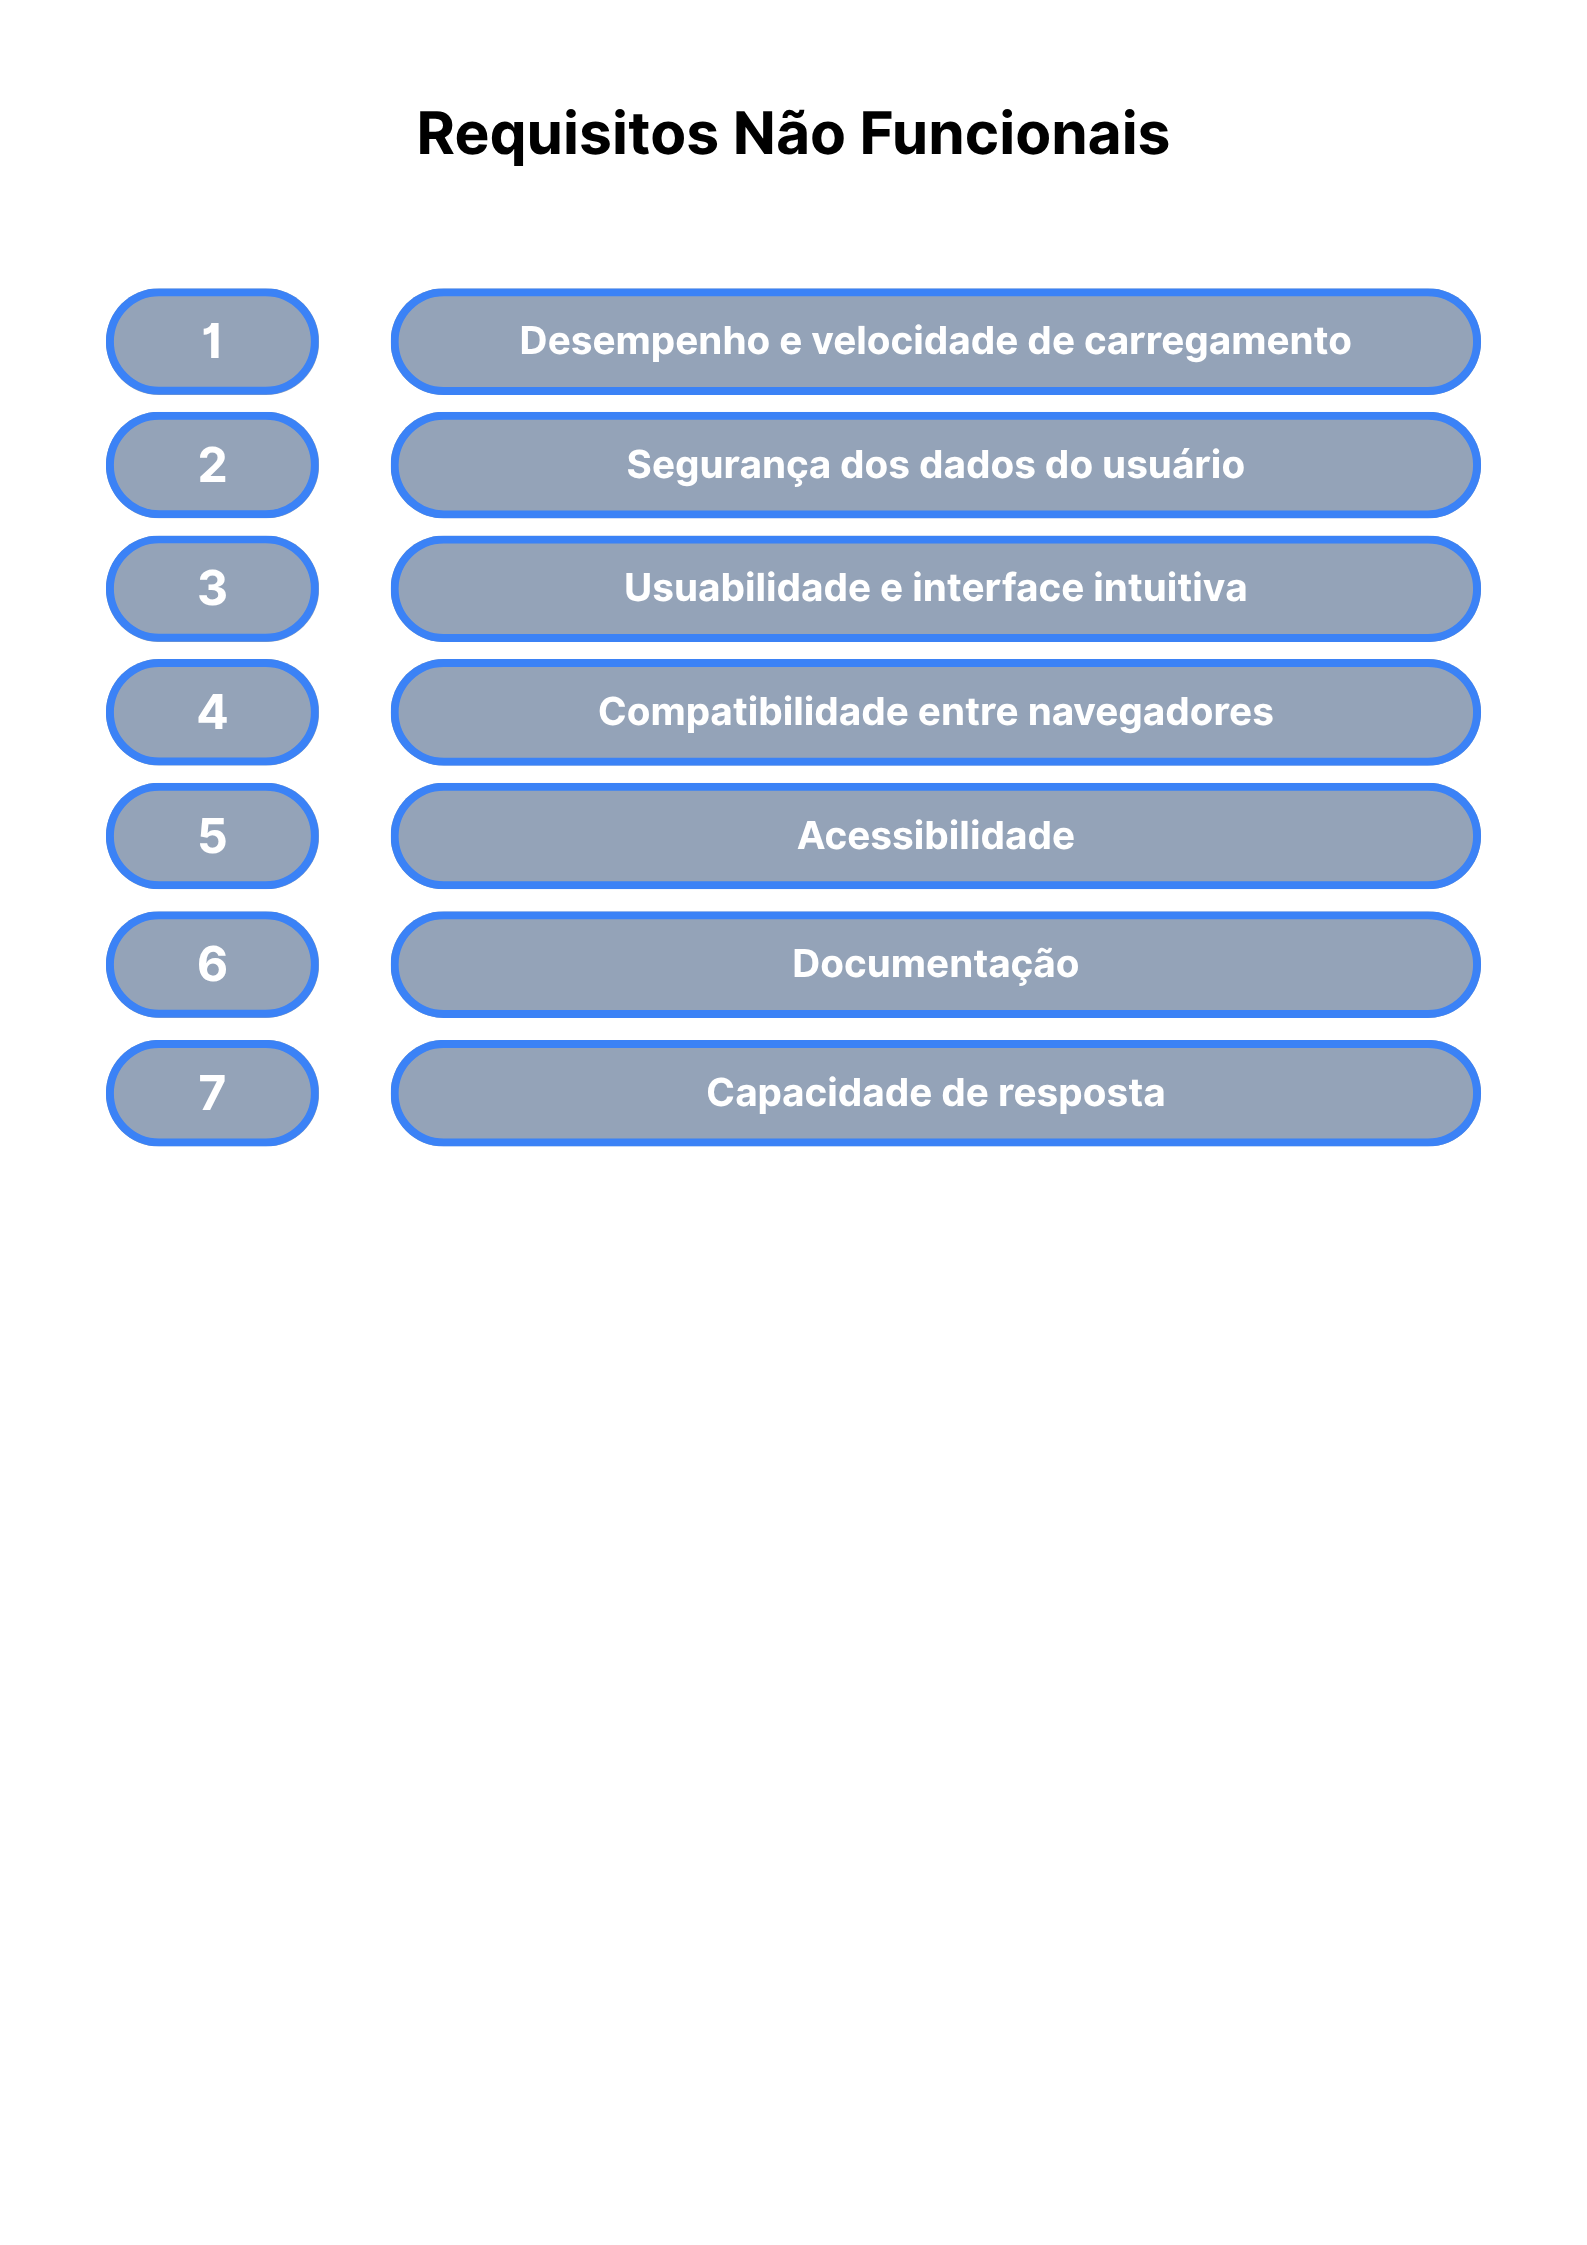 Requisitos Não Funcionais
1 Desempenho e velocidade de carregamento
2 Segurança dos dados do usuário
3 Usuabilidade e interface intuitiva
4 Compatibilidade entre navegadores
5 Acessibilidade
6 Documentação
7 Capacidade de resposta